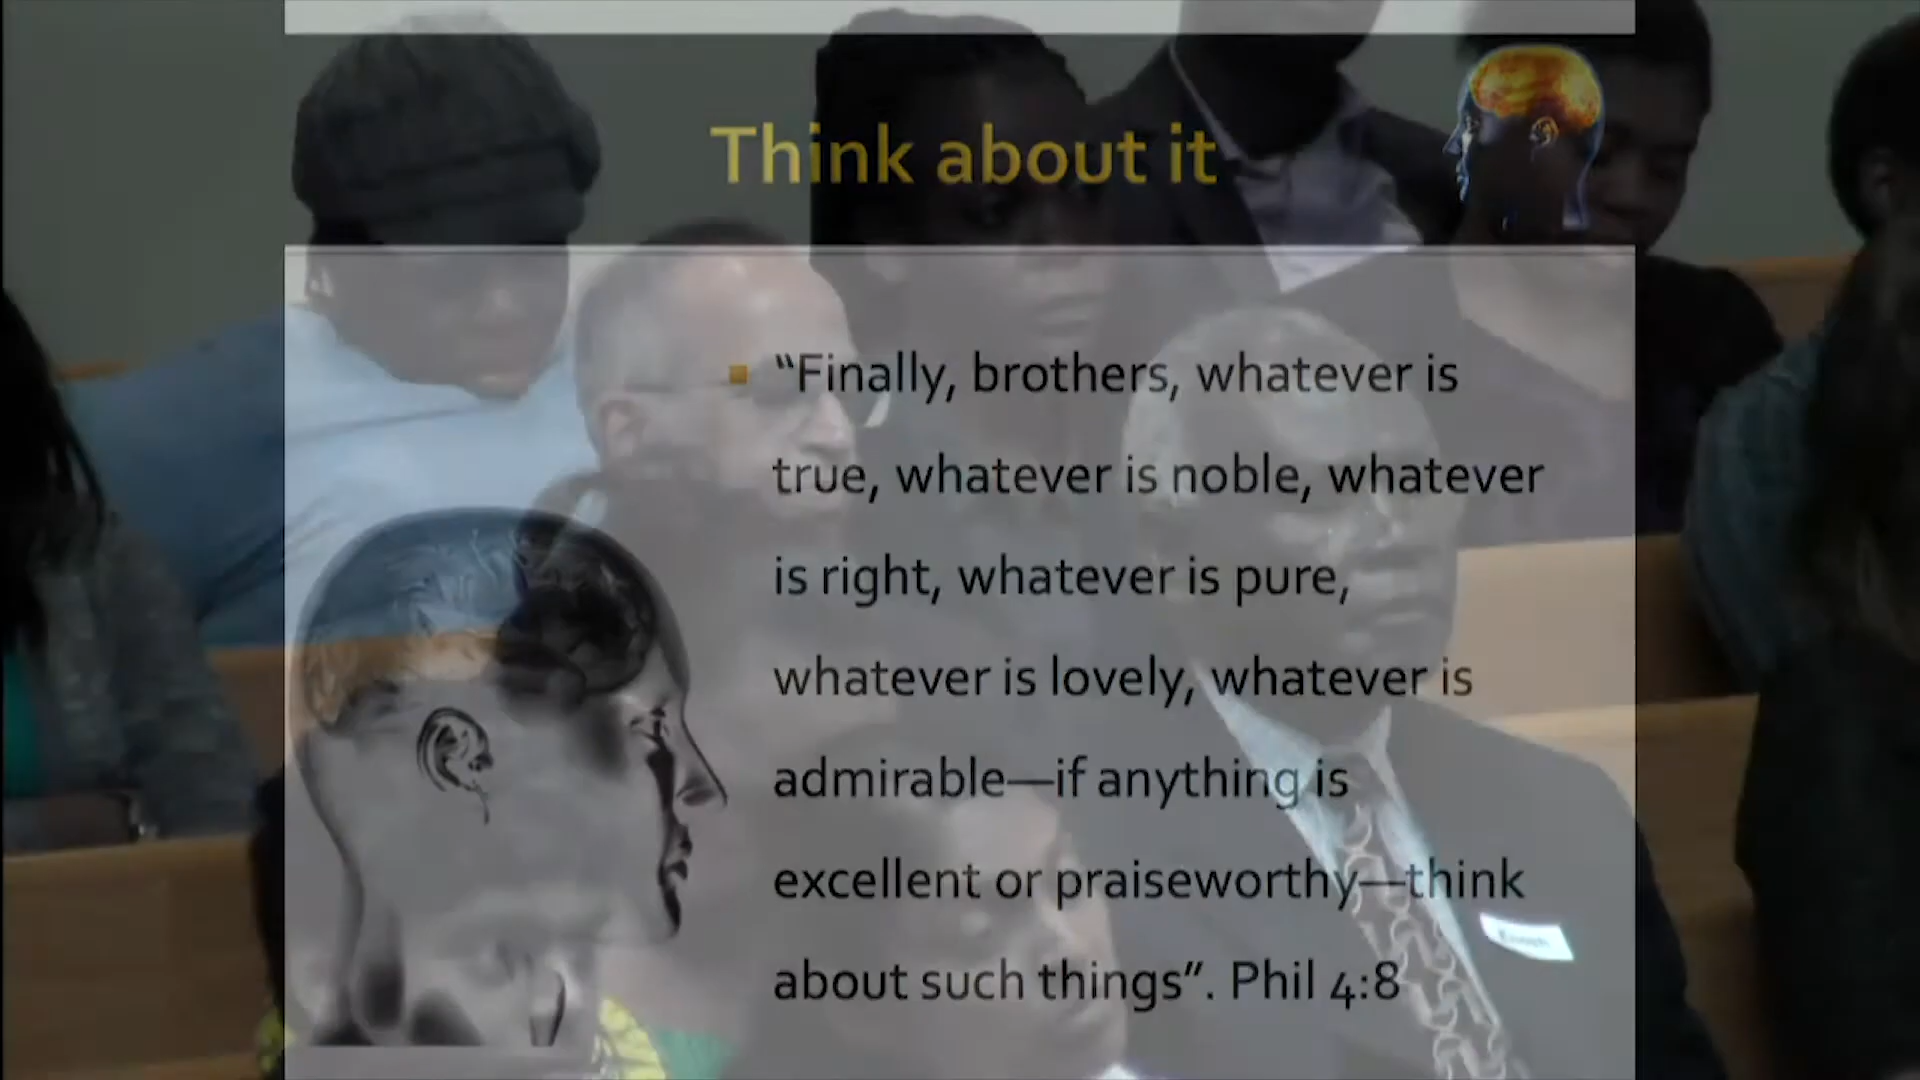 Think about it
“Finally, brothers, whatever is
true, whatever is noble, whatever
is right, whatever is pure,
whatever is lovely, whatever is
admirable—if anything is
excellent or praiseworthy—think
about such things”. Phil 4:8